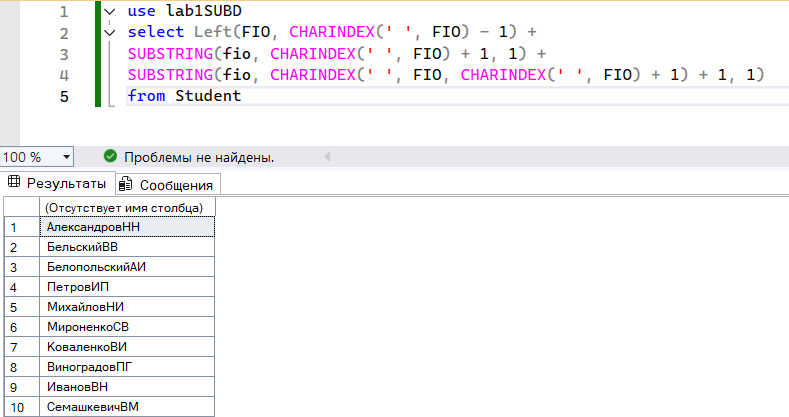 1 use lab1SUBD
2 select Left(FIO, CHARINDEX(' ', FIO) - 1) +
3 SUBSTRING(fio, CHARINDEX(' ', FIO) + 1, 1) +
4 SUBSTRING(fio, CHARINDEX(' ', FIO, CHARINDEX(' ', FIO) + 1) + 1, 1)
5 from Student
100 % Проблемы не найдены.
Результаты Сообщения
(Отсутствует имя столбца)
1 АлександровНН
2 БельскийВВ
3 БелопольскийАИ
4 ПетровИП
5 МихайловНИ
6 МироненкоСВ
7 КоваленкоВИ
8 ВиноградовПГ
9 ИвановВН
10 СемашкевичВМ